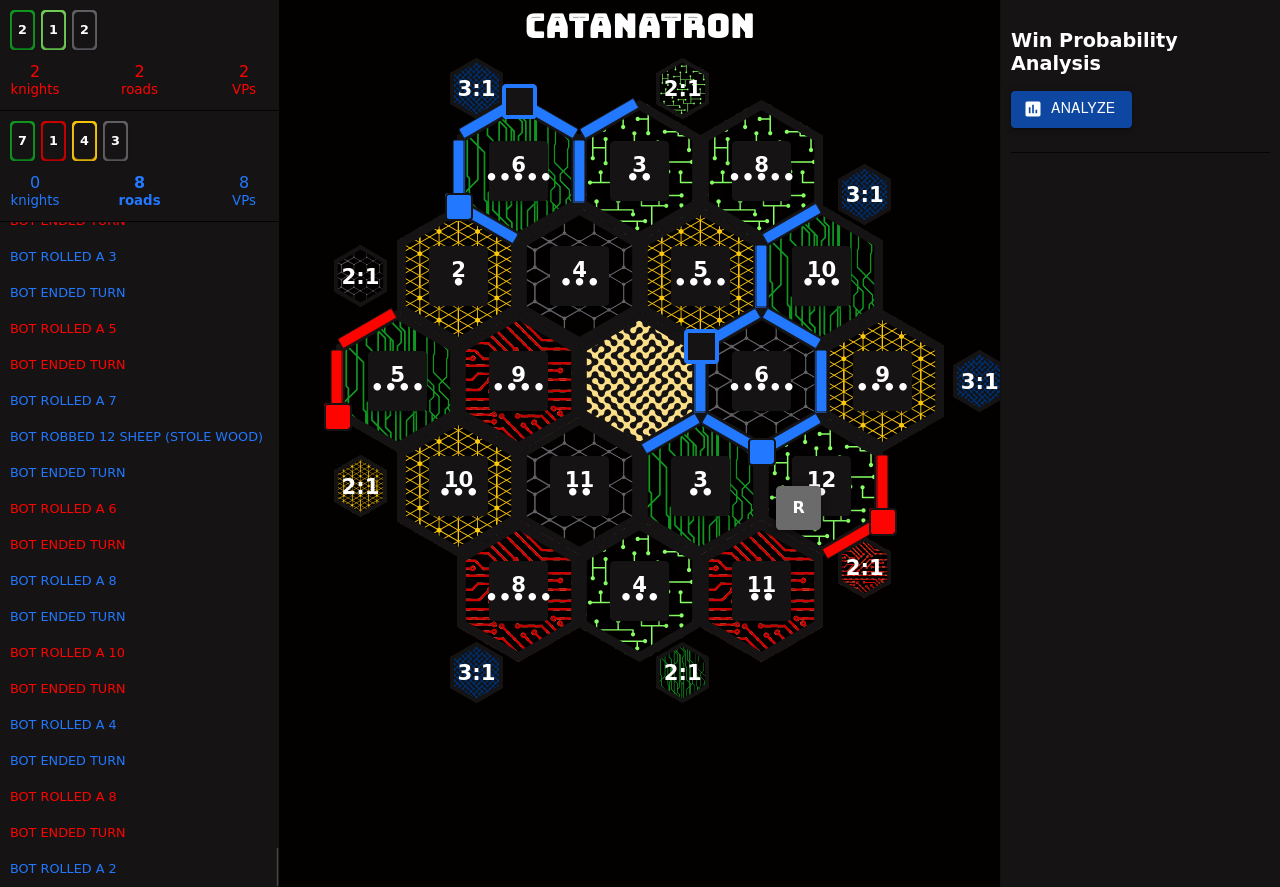 2 1 2
2 2 2
knights roads VPs
7 1 4 3
0 8 8
knights roads VPs
BOT ENDED TURN
BOT ROLLED A 3
BOT ENDED TURN
BOT ROLLED A 5
BOT ENDED TURN
BOT ROLLED A 7
BOT ROBBED 12 SHEEP (STOLE WOOD)
BOT ENDED TURN
BOT ROLLED A 6
BOT ENDED TURN
BOT ROLLED A 8
BOT ENDED TURN
BOT ROLLED A 10
BOT ENDED TURN
BOT ROLLED A 4
BOT ENDED TURN
BOT ROLLED A 8
BOT ENDED TURN
BOT ROLLED A 2
CATANATRON
3:1 2:1
6 3 8
3:1
2:1 2 4 5 10
5 9 6 9 3:1
2:1 10 11 3 12
R
2:1
8 4 11
3:1 2:1
Win Probability
Analysis
ANALYZE